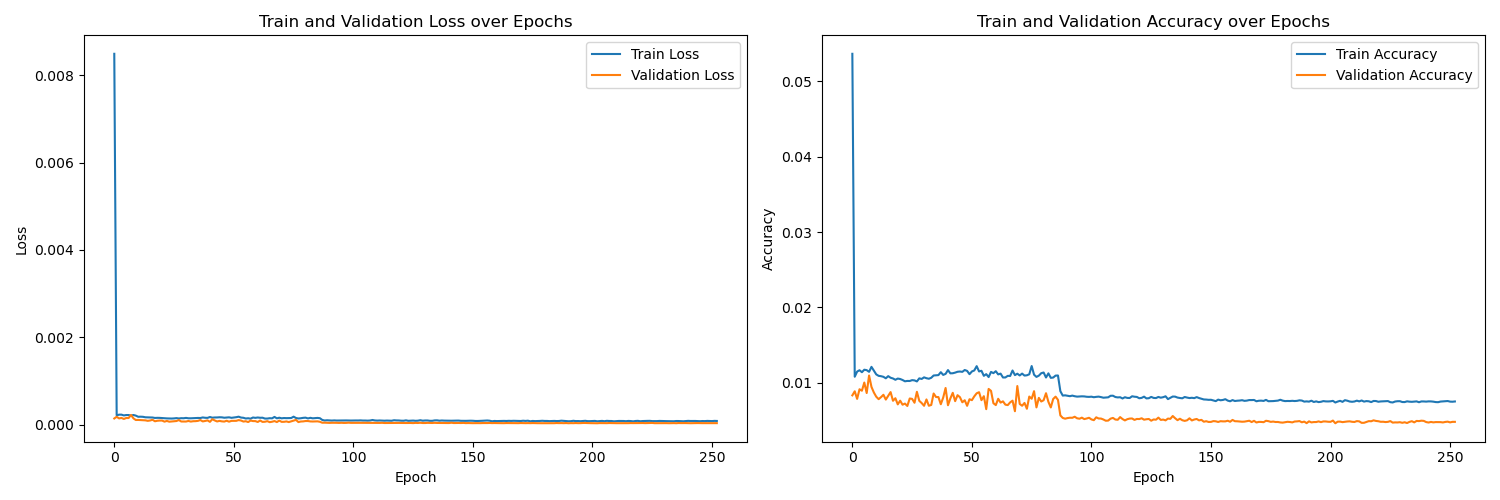 Train and Validation Loss over Epochs
Train Loss
Validation Loss
0.008
0.006
0.004
0.002
0.000
Loss
0
50
100
150
200
250
Epoch
Train and Validation Accuracy over Epochs
Train Accuracy
Validation Accuracy
0.05
0.04
0.03
0.02
0.01
Accuracy
0
50
100
150
200
250
Epoch